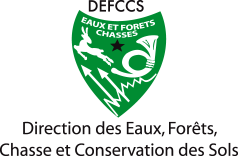 DEFCCS
EAUX ET FORETS
CHASSES
Direction des Eaux, Forêts,
Chasse et Conservation des Sols